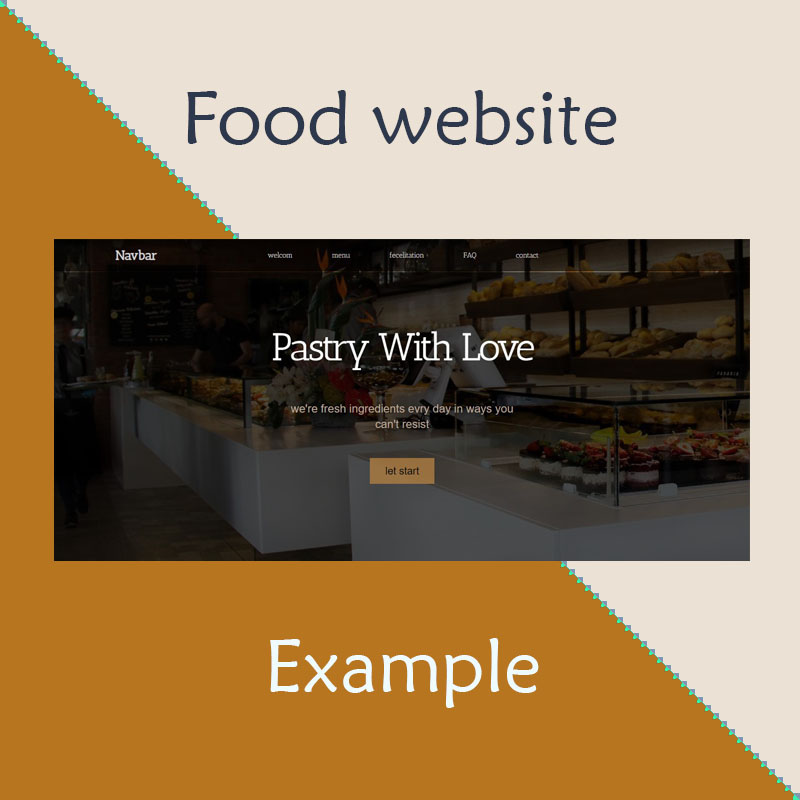 Food website
Navbar welcom menu fecelitation FAQ contact
Pastry With Love
we're fresh ingredients evry day in ways you
can't resist
let start
Example